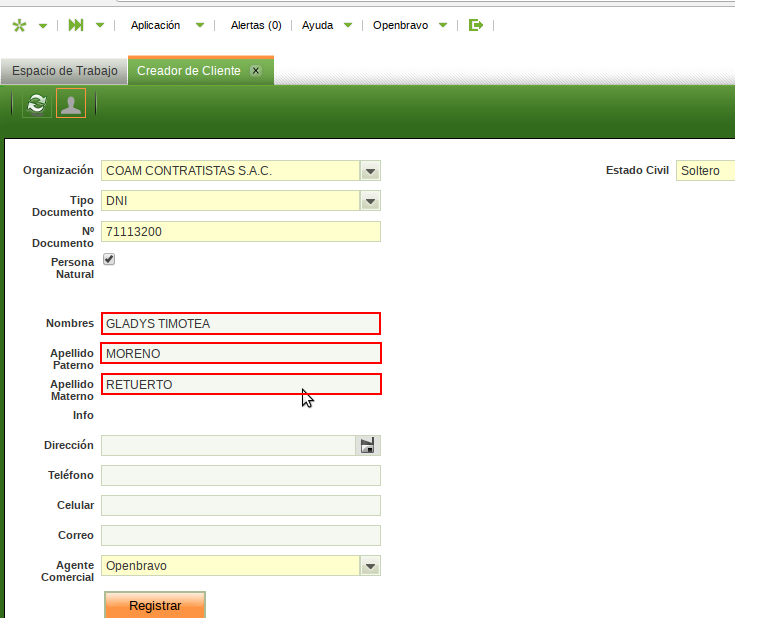 Aplicación Alertas (0) Ayuda Openbravo
Espacio de Trabajo Creador de Cliente x
Organización COAM CONTRATISTAS S.A.C. Estado Civil Soltero
Tipo
Documento DNI
Nº
Documento 71113200
Persona
Natural
Nombres GLADYS TIMOTEA
Apellido
Paterno MORENO
Apellido
Materno RETUERTO
Info
Dirección
Teléfono
Celular
Correo
Agente
Comercial Openbravo
Registrar